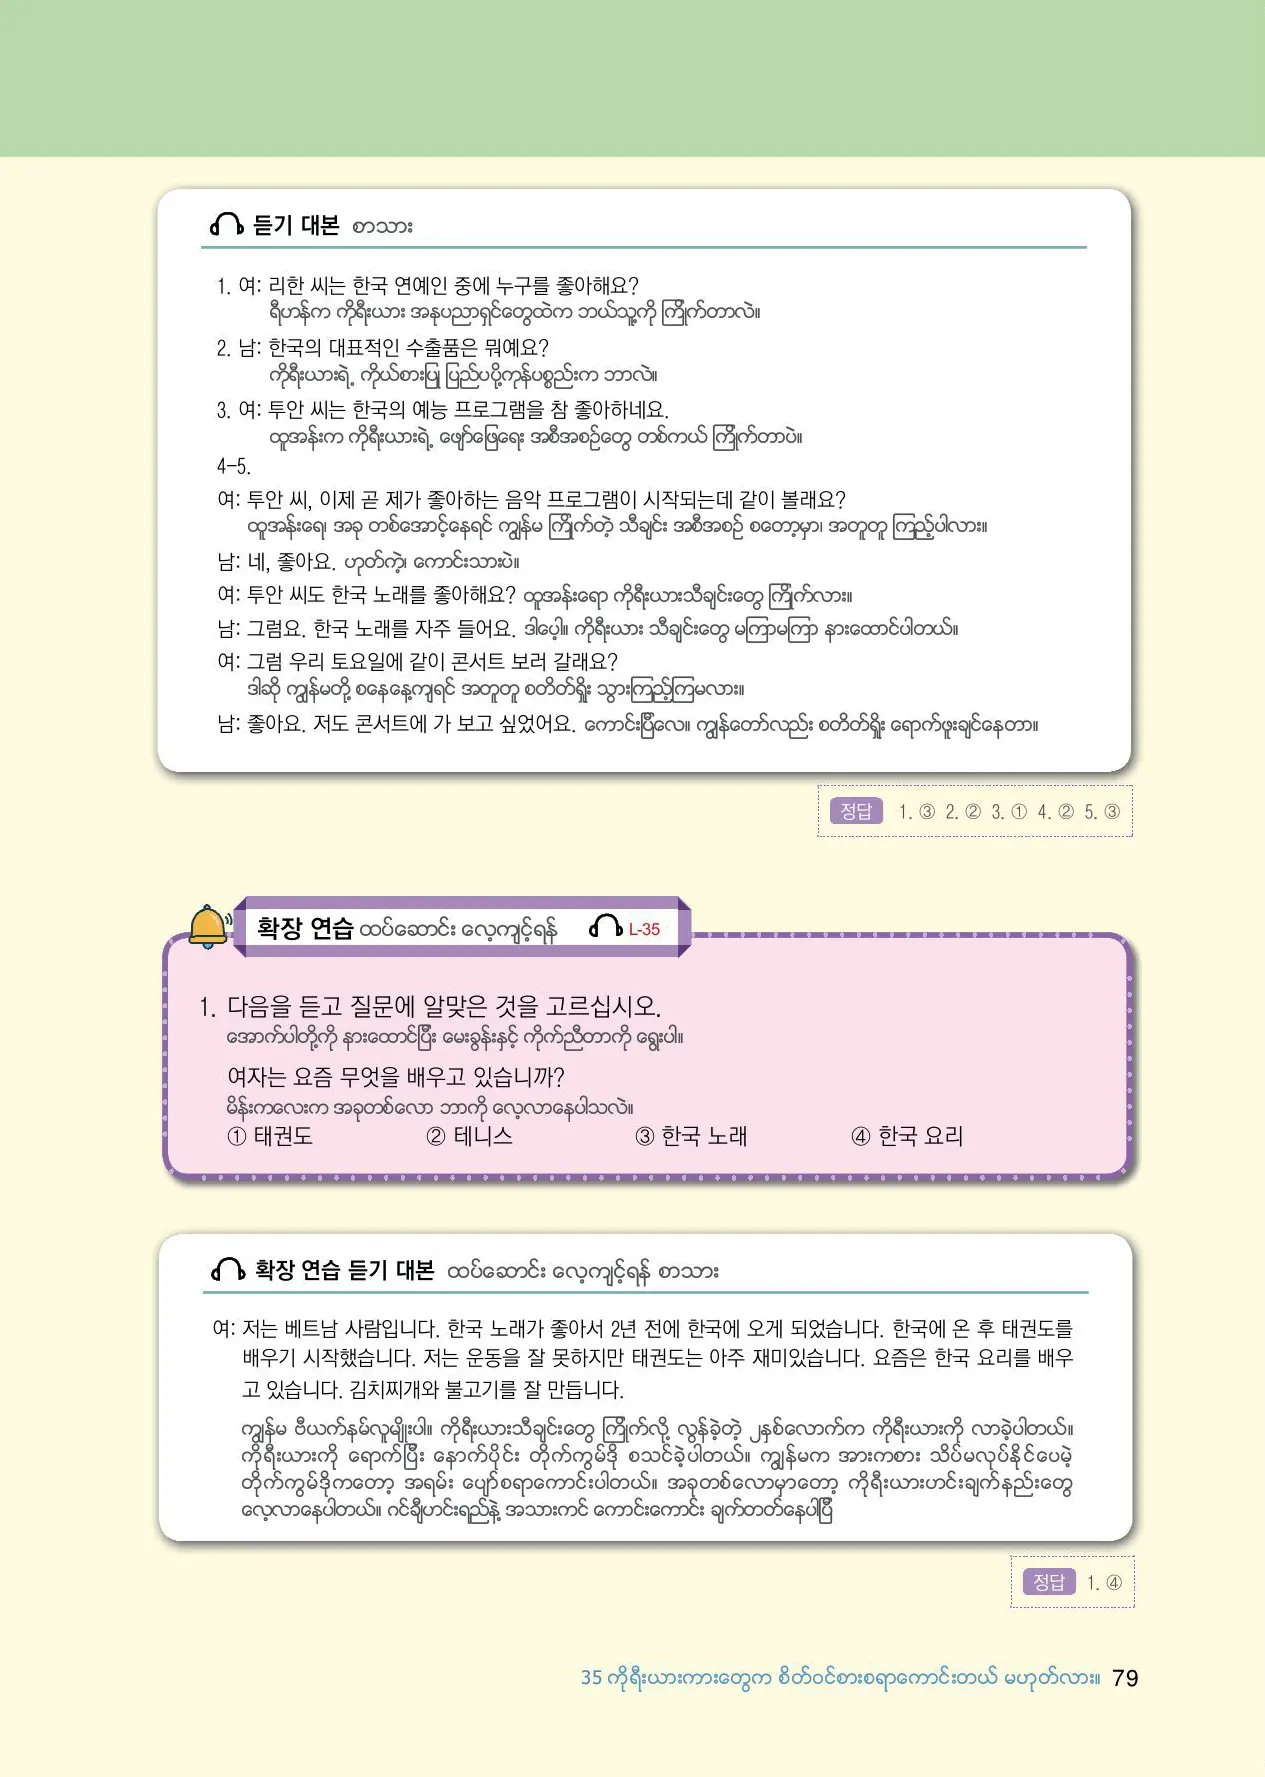 듣기 대본 စာသား
1. 여: 리한 씨는 한국 연예인 중에 누구를 좋아해요?
ရီဟန်က ကိုရီးယား အနုပညာရှင်တွေထဲက ဘယ်သူ့ကို ကြိုက်တာလဲ။
2. 남: 한국의 대표적인 수출품은 뭐예요?
ကိုရီးယားရဲ့ ကိုယ်စားပြု ပြည်ပပို့ကုန်ပစ္စည်းက ဘာလဲ။
3. 여: 투안 씨는 한국의 예능 프로그램을 참 좋아하네요.
ထူအန်းက ကိုရီးယားရဲ့ ဖျော်ဖြေရေး အစီအစဉ်တွေ တစ်ကယ် ကြိုက်တာပဲ။
4-5.
여: 투안 씨, 이제 곧 제가 좋아하는 음악 프로그램이 시작되는데 같이 볼래요?
ထူအန်းရေ၊ အခု တစ်အောင့်နေရင် ကျွန်မ ကြိုက်တဲ့ သီချင်း အစီအစဉ် စတော့မှာ၊ အတူတူ ကြည့်ပါလား။
남: 네, 좋아요. ဟုတ်ကဲ့၊ ကောင်းသားပဲ။
여: 투안 씨도 한국 노래를 좋아해요? ထူအန်းရော ကိုရီးယားသီချင်းတွေ ကြိုက်လား။
남: 그럼요. 한국 노래를 자주 들어요. ဒါပေ့ါ။ ကိုရီးယား သီချင်းတွေ မကြာမကြာ နားထောင်ပါတယ်။
여: 그럼 우리 토요일에 같이 콘서트 보러 갈래요?
ဒါဆို ကျွန်မတို့ စနေနေ့ကျရင် အတူတူ စတိတ်ရှိုး သွားကြည့်ကြမလား။
남: 좋아요. 저도 콘서트에 가 보고 싶었어요. ကောင်းပြီလေ။ ကျွန်တော်လည်း စတိတ်ရှိုး ရောက်ဖူးချင်နေတာ။
정답 1. ③ 2. ② 3. ① 4. ② 5. ③
확장 연습 ထပ်ဆောင်း လေ့ကျင့်ရန် L-35
1. 다음을 듣고 질문에 알맞은 것을 고르십시오.
အောက်ပါတို့ကို နားထောင်ပြီး မေးခွန်းနှင့် ကိုက်ညီတာကို ရွေးပါ။
여자는 요즘 무엇을 배우고 있습니까?
မိန်းကလေးက အခုတစ်လော ဘာကို လေ့လာနေပါသလဲ။
① 태권도 ② 테니스 ③ 한국 노래 ④ 한국 요리
확장 연습 듣기 대본 ထပ်ဆောင်း လေ့ကျင့်ရန် စာသား
여: 저는 베트남 사람입니다. 한국 노래가 좋아서 2년 전에 한국에 오게 되었습니다. 한국에 온 후 태권도를
배우기 시작했습니다. 저는 운동을 잘 못하지만 태권도는 아주 재미있습니다. 요즘은 한국 요리를 배우
고 있습니다. 김치찌개와 불고기를 잘 만듭니다.
ကျွန်မ ဗီယက်နမ်လူမျိုးပါ။ ကိုရီးယားသီချင်းတွေ ကြိုက်လို့ လွန်ခဲ့တဲ့ ၂နှစ်လောက်က ကိုရီးယားကို လာခဲ့ပါတယ်။
ကိုရီးယားကို ရောက်ပြီး နောက်ပိုင်း တိုက်ကွမ်ဒို စသင်ခဲ့ပါတယ်။ ကျွန်မက အားကစား သိပ်မလုပ်နိုင်ပေမဲ့
တိုက်ကွမ်ဒိုကတော့ အရမ်း ပျော်စရာကောင်းပါတယ်။ အခုတစ်လောမှာတော့ ကိုရီးယားဟင်းချက်နည်းတွေ
လေ့လာနေပါတယ်။ ဂင်ချီဟင်းရည်နဲ့ အသားကင် ကောင်းကောင်း ချက်တတ်နေပါပြီ
정답 1. ④
35 ကိုရီးယားကားတွေက စိတ်ဝင်စားစရာကောင်းတယ် မဟုတ်လား။ 79